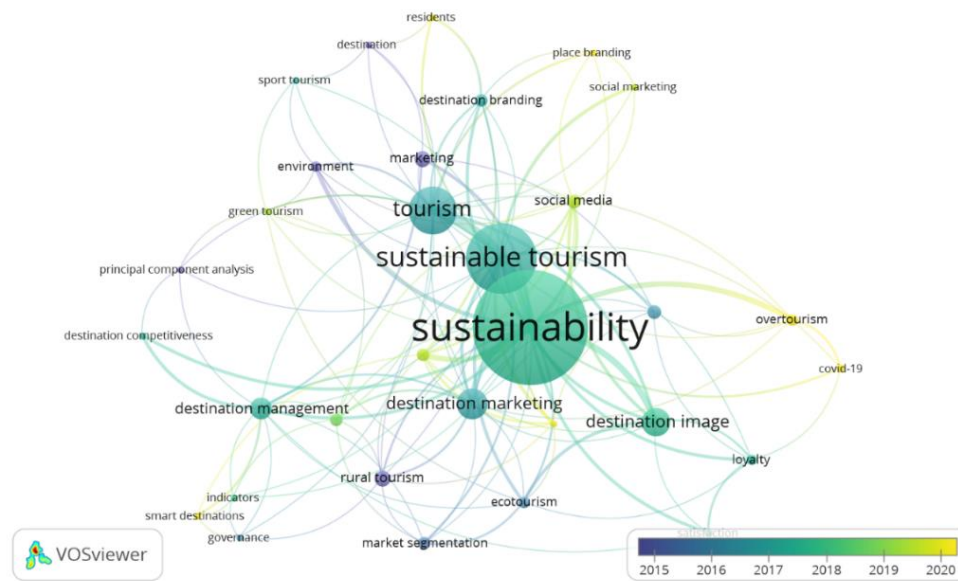 residents
destination
place branding
sport tourism
social marketing
destination branding
marketing
environment
social media
tourism
green tourism
sustainable tourism
principal component analysis
sustainability
overtourism
destination competitiveness
covid-19
destination management
destination marketing
destination image
loyalty
rural tourism
indicators
ecotourism
smart destinations
governance
market segmentation
satisfaction
VOSviewer
2015 2016 2017 2018 2019 2020